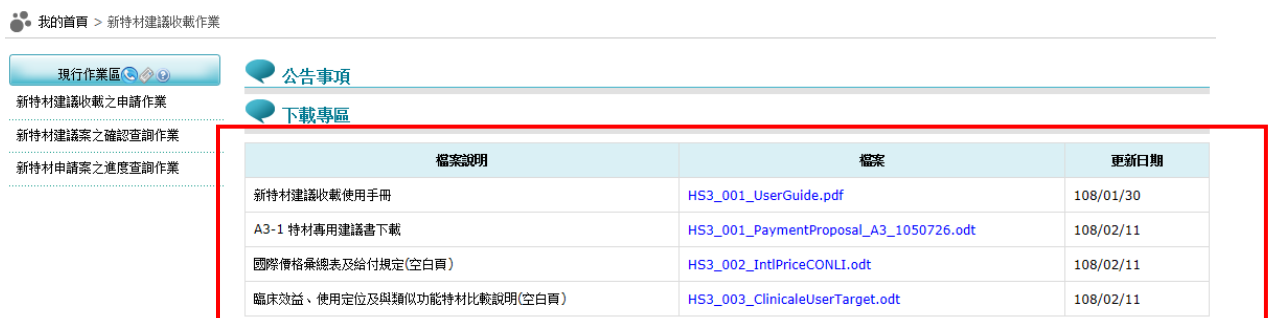 我的首頁 > 新特材建議收載作業
現行作業區
新特材建議收載之申請作業
新特材建議案之確認查詢作業
新特材申請案之進度查詢作業
公告事項
下載專區
檔案說明 檔案 更新日期
新特材建議收載使用手冊 HS3_001_UserGuide.pdf 108/01/30
A3-1 特材專用建議書下載 HS3_001_PaymentProposal_A3_1050726.odt 108/02/11
國際價格彙總表及給付規定(空白頁) HS3_002_IntlPriceCONLI.odt 108/02/11
臨床效益、使用定位及與類似功能特材比較說明(空白頁) HS3_003_ClinicaleUserTarget.odt 108/02/11